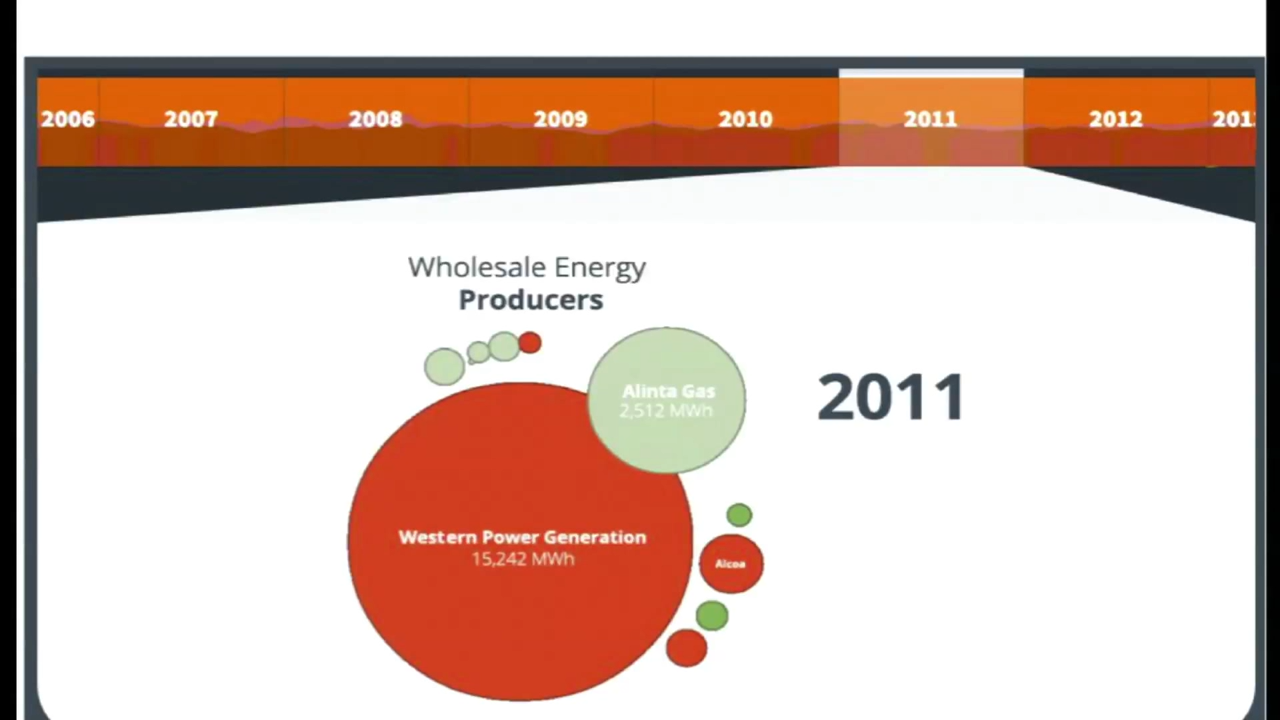 2006 2007 2008 2009 2010 2011 2012 201
Wholesale Energy
Producers
Alinta Gas
2,512 MWh
2011
Western Power Generation
15,242 MWh
Alcoa